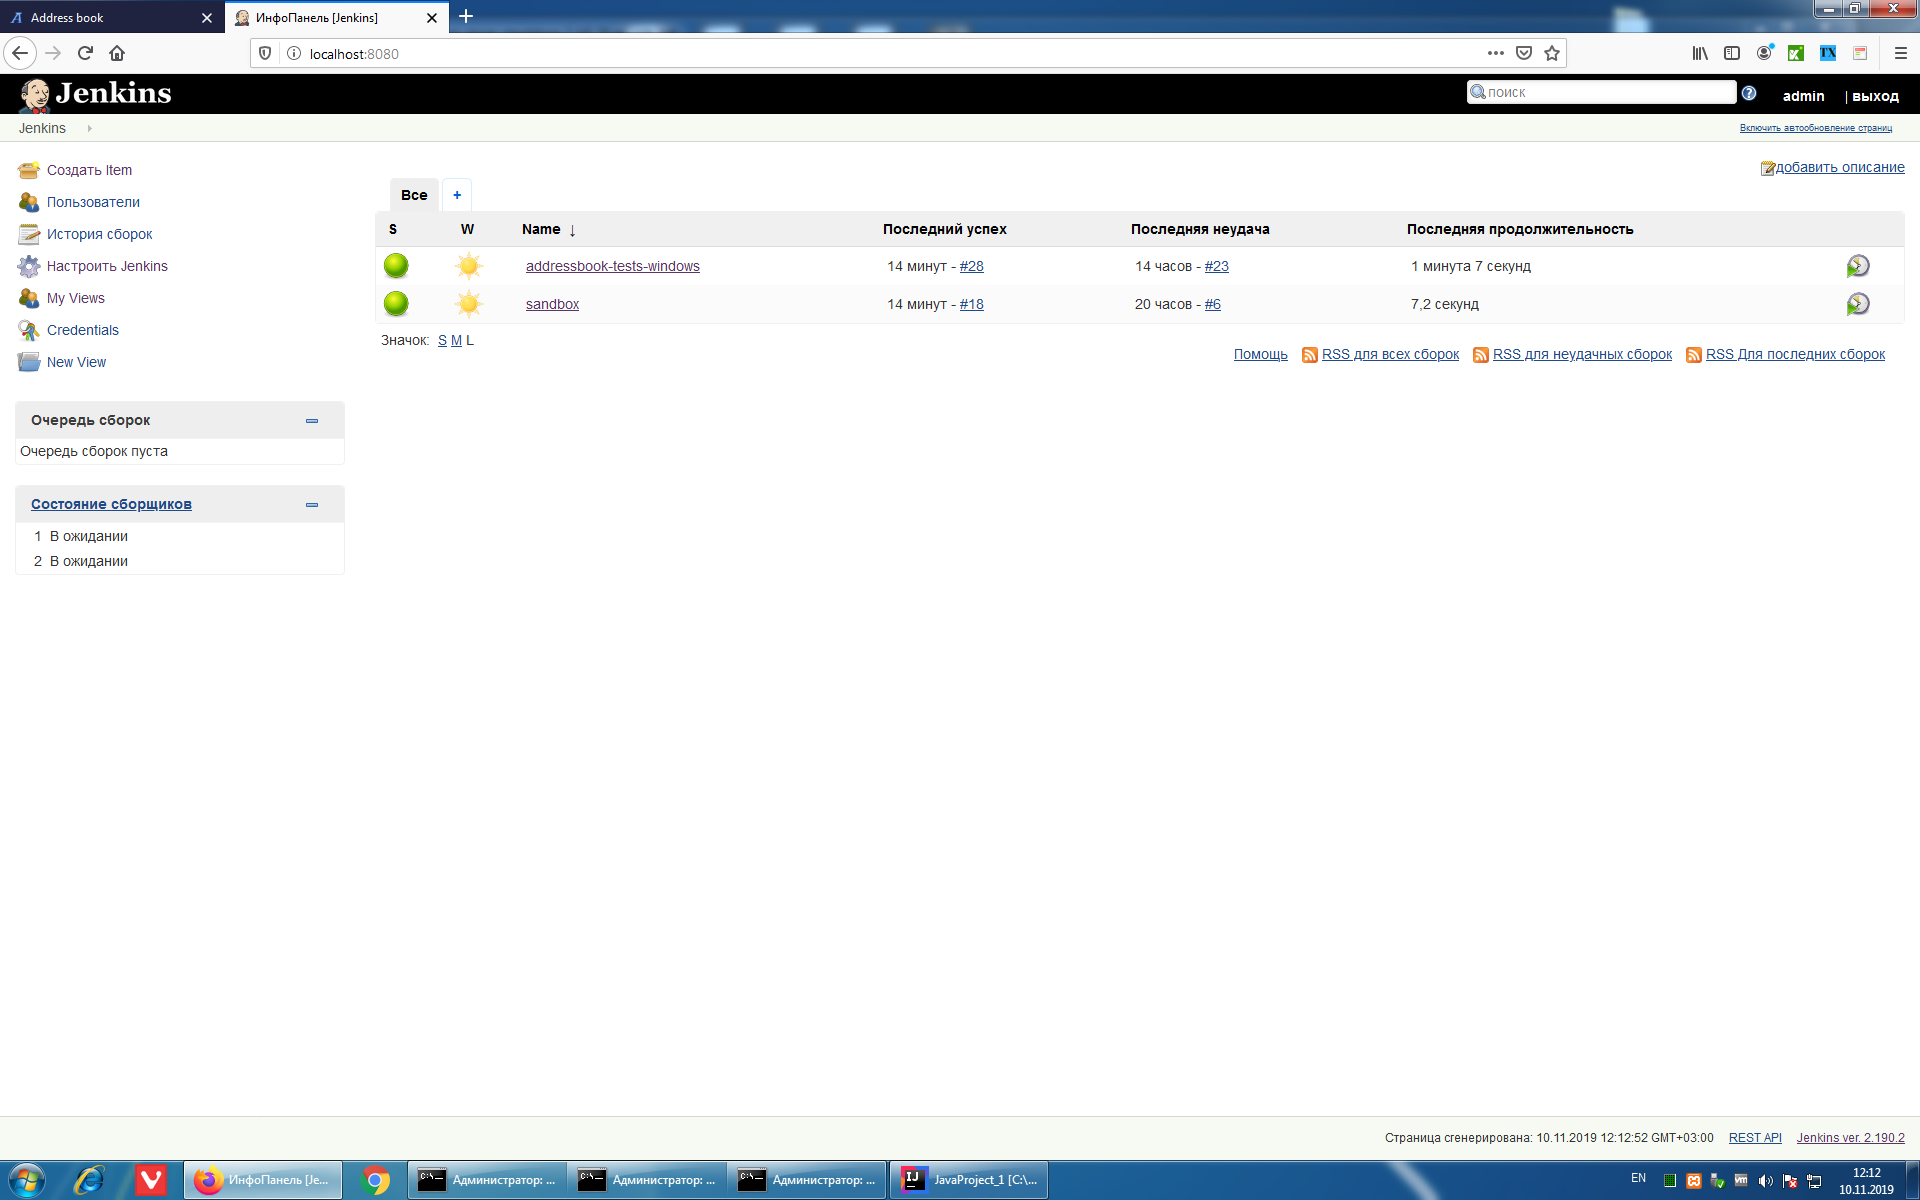 Address book
ИнфоПанель [Jenkins]
localhost:8080
Jenkins
поиск
admin
| выход
Jenkins
Включить автообновление страниц
Создать Item
Пользователи
История сборок
Настроить Jenkins
My Views
Credentials
New View
добавить описание
Все
+
S W Name ↓ Последний успех Последняя неудача Последняя продолжительность
addressbook-tests-windows 14 минут - #28 14 часов - #23 1 минута 7 секунд
sandbox 14 минут - #18 20 часов - #6 7,2 секунд
Значок: S M L
Помощь RSS для всех сборок RSS для неудачных сборок RSS Для последних сборок
Очередь сборок
Очередь сборок пуста
Состояние сборщиков
1 В ожидании
2 В ожидании
Страница сгенерирована: 10.11.2019 12:12:52 GMT+03:00 REST API Jenkins ver. 2.190.2
ИнфоПанель [Je...
Администратор: ...
Администратор: ...
Администратор: ...
JavaProject_1 [C:\...
EN
12:12
10.11.2019